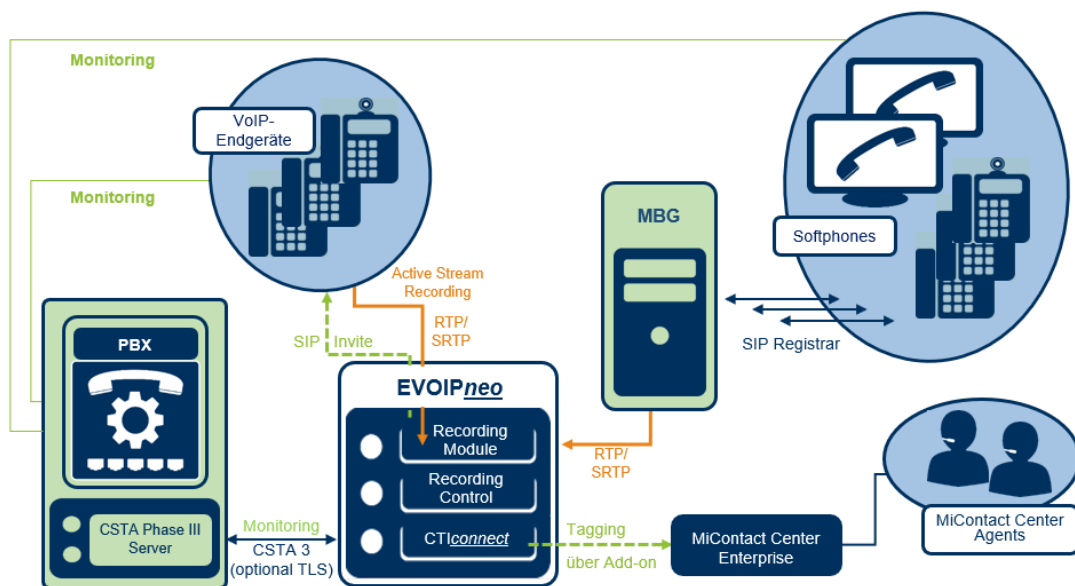 Monitoring
VoIP-
Endgeräte
Monitoring
MBG
Softphones
Active Stream
Recording
RTP/
SRTP
SIP Invite
SIP Registrar
PBX
EVOIPneo
Recording
Module
RTP/
SRTP
Recording
Control
CSTA Phase III
Server
Monitoring
CSTA 3
(optional TLS)
CTIconnect
Tagging
über Add-on
MiContact Center
Enterprise
MiContact Center
Agents